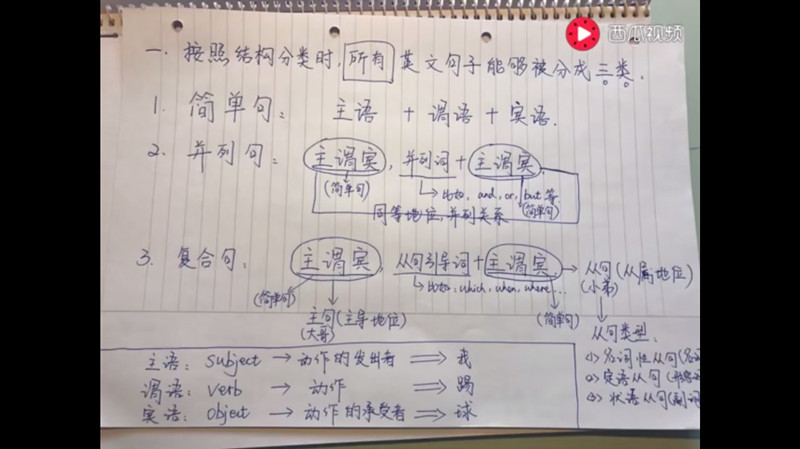 西瓜视频
一. 按照结构分类时, 所有 英文句子能够被分成三类.
1. 简单句: 主语 + 谓语 + 宾语.
2. 并列句: 主谓宾, 并列词 + 主谓宾.
(简单句) 比如, and, or, but 等. (简单句)
同等地位, 并列关系
3. 复合句: 主谓宾, 从句引导词 + 主谓宾. → 从句 (从属地位)
(小弟)
(简单句) 比如, which, when, where... (简单句)
主句 (主导地位)
(大哥)
从句类型:
(1) 名词性从句 (名词
(2) 定语从句
(3) 状语从句 (副词
主语: subject → 动作的发出者 ⇒ 我
谓语: verb → 动作 ⇒ 踢
宾语: object → 动作的承受者 ⇒ 球